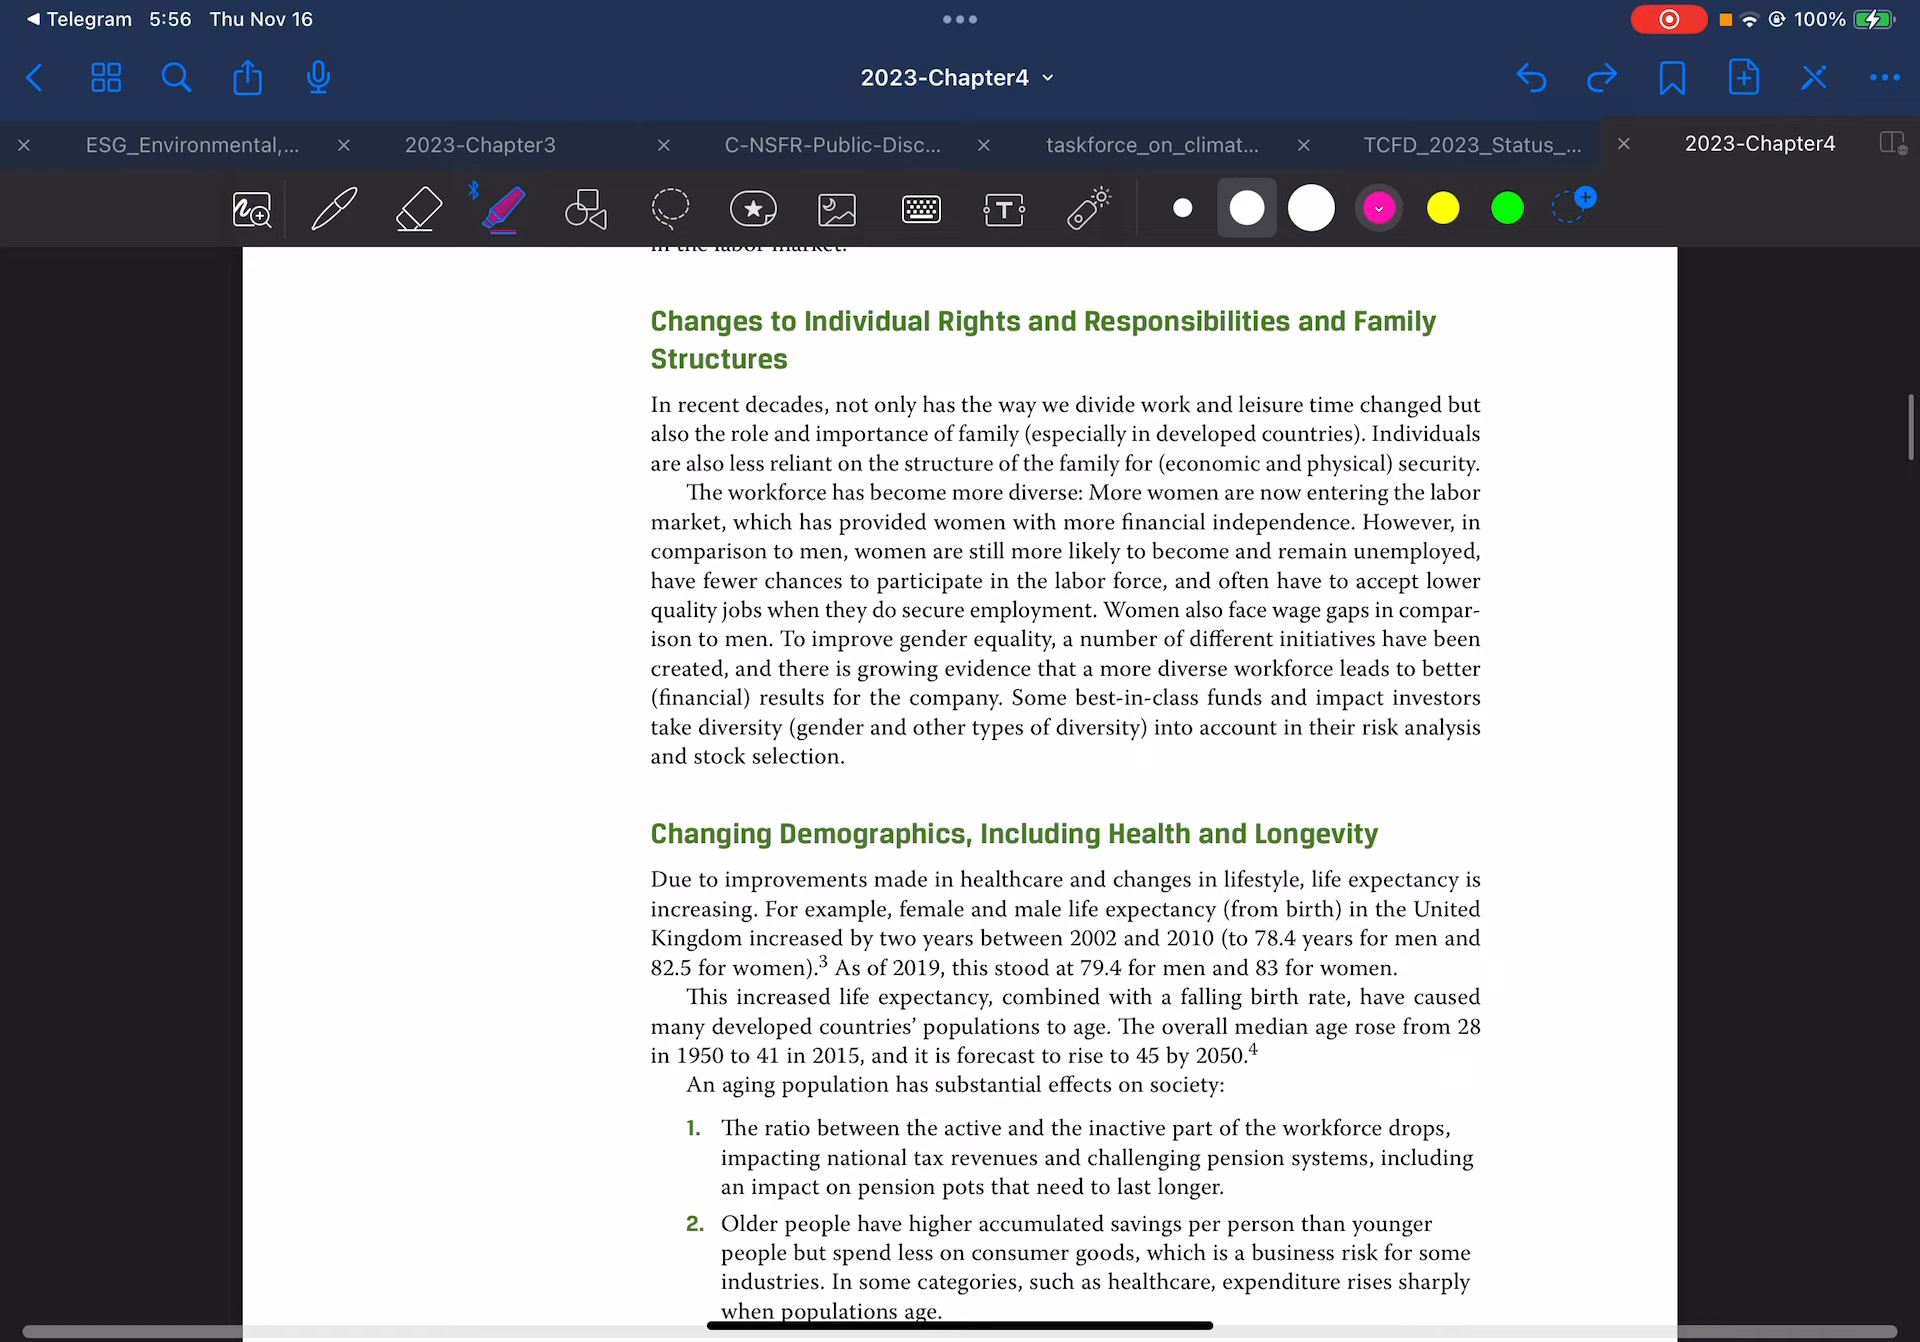 Telegram 5:56 Thu Nov 16
100%
2023-Chapter4
ESG_Environmental,...
2023-Chapter3
C-NSFR-Public-Disc...
taskforce_on_climat...
TCFD_2023_Status_...
2023-Chapter4
T
in the labor market.
Changes to Individual Rights and Responsibilities and Family
Structures
In recent decades, not only has the way we divide work and leisure time changed but
also the role and importance of family (especially in developed countries). Individuals
are also less reliant on the structure of the family for (economic and physical) security.
The workforce has become more diverse: More women are now entering the labor
market, which has provided women with more financial independence. However, in
comparison to men, women are still more likely to become and remain unemployed,
have fewer chances to participate in the labor force, and often have to accept lower
quality jobs when they do secure employment. Women also face wage gaps in compar-
ison to men. To improve gender equality, a number of different initiatives have been
created, and there is growing evidence that a more diverse workforce leads to better
(financial) results for the company. Some best-in-class funds and impact investors
take diversity (gender and other types of diversity) into account in their risk analysis
and stock selection.
Changing Demographics, Including Health and Longevity
Due to improvements made in healthcare and changes in lifestyle, life expectancy is
increasing. For example, female and male life expectancy (from birth) in the United
Kingdom increased by two years between 2002 and 2010 (to 78.4 years for men and
82.5 for women).3 As of 2019, this stood at 79.4 for men and 83 for women.
This increased life expectancy, combined with a falling birth rate, have caused
many developed countries' populations to age. The overall median age rose from 28
in 1950 to 41 in 2015, and it is forecast to rise to 45 by 2050.4
An aging population has substantial effects on society:
1. The ratio between the active and the inactive part of the workforce drops,
impacting national tax revenues and challenging pension systems, including
an impact on pension pots that need to last longer.
2. Older people have higher accumulated savings per person than younger
people but spend less on consumer goods, which is a business risk for some
industries. In some categories, such as healthcare, expenditure rises sharply
when populations age.